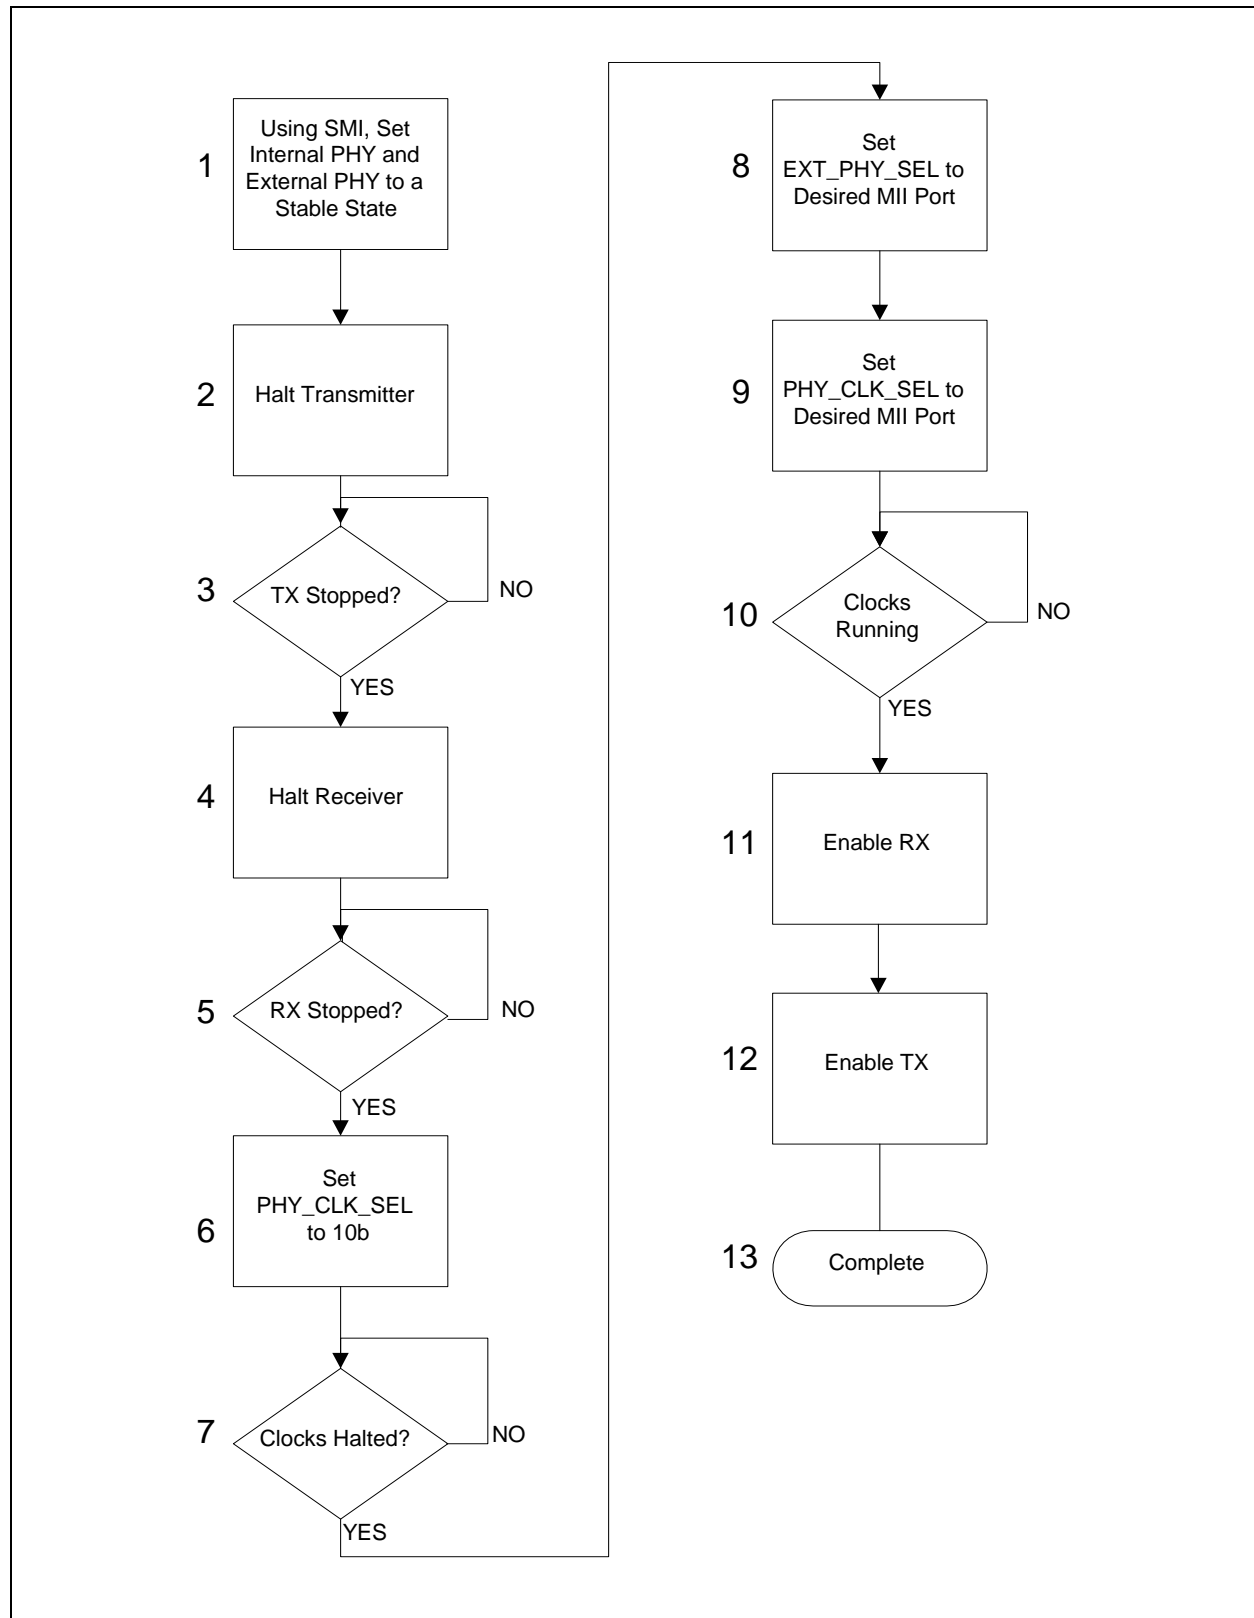 1
Using SMI, Set
Internal PHY and
External PHY to a
Stable State
2
Halt Transmitter
3
TX Stopped?
NO
YES
4
Halt Receiver
5
RX Stopped?
NO
YES
6
Set
PHY_CLK_SEL
to 10b
7
Clocks Halted?
NO
YES
8
Set
EXT_PHY_SEL to
Desired MII Port
9
Set
PHY_CLK_SEL to
Desired MII Port
10
Clocks
Running
NO
YES
11
Enable RX
12
Enable TX
13
Complete